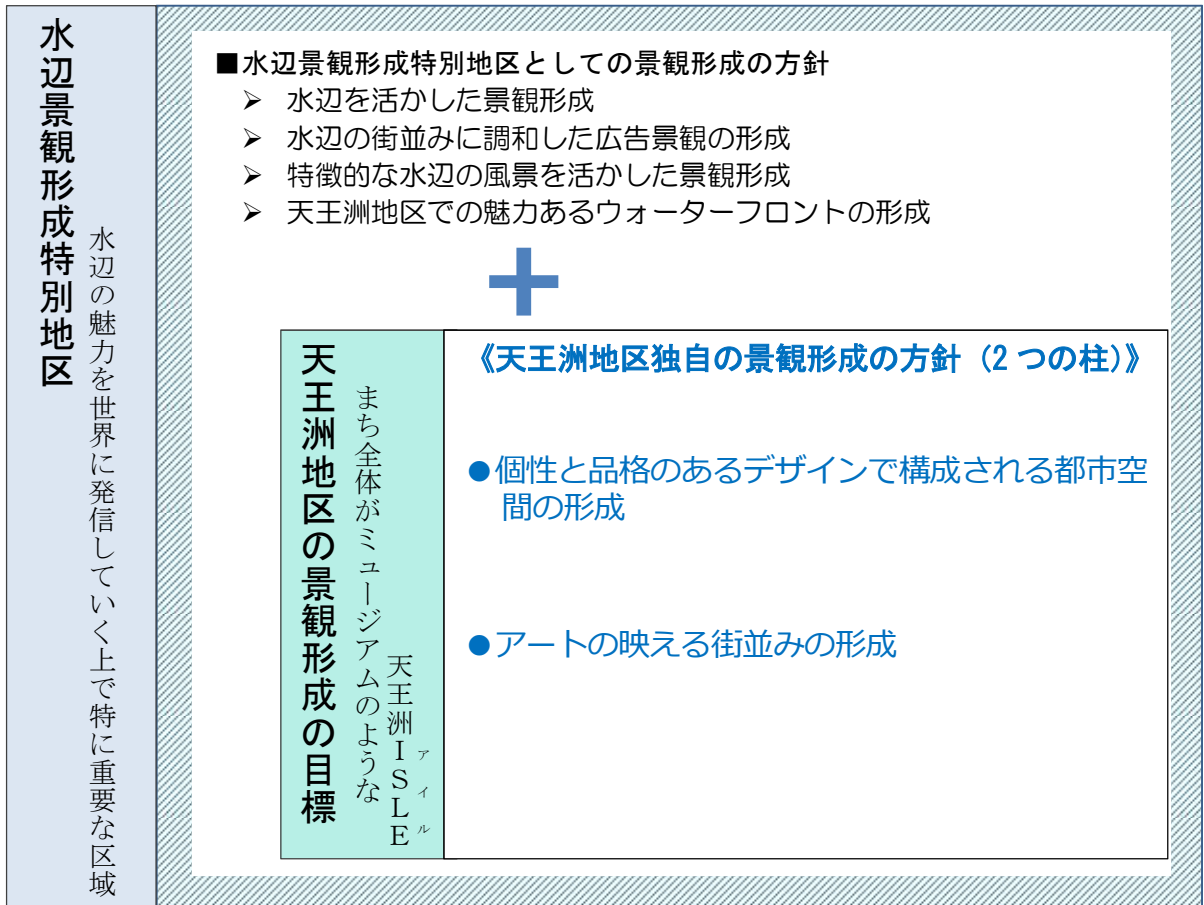 水辺景観形成特別地区
水辺の魅力を世界に発信していく上で特に重要な区域
■水辺景観形成特別地区としての景観形成の方針
➢ 水辺を活かした景観形成
➢ 水辺の街並みに調和した広告景観の形成
➢ 特徴的な水辺の風景を活かした景観形成
➢ 天王洲地区での魅力あるウォーターフロントの形成
+
天王洲地区の景観形成の目標
まち全体がミュージアムのような
天王洲ISLE
アイル
《天王洲地区独自の景観形成の方針（2つの柱）》
●個性と品格のあるデザインで構成される都市空
間の形成
●アートの映える街並みの形成